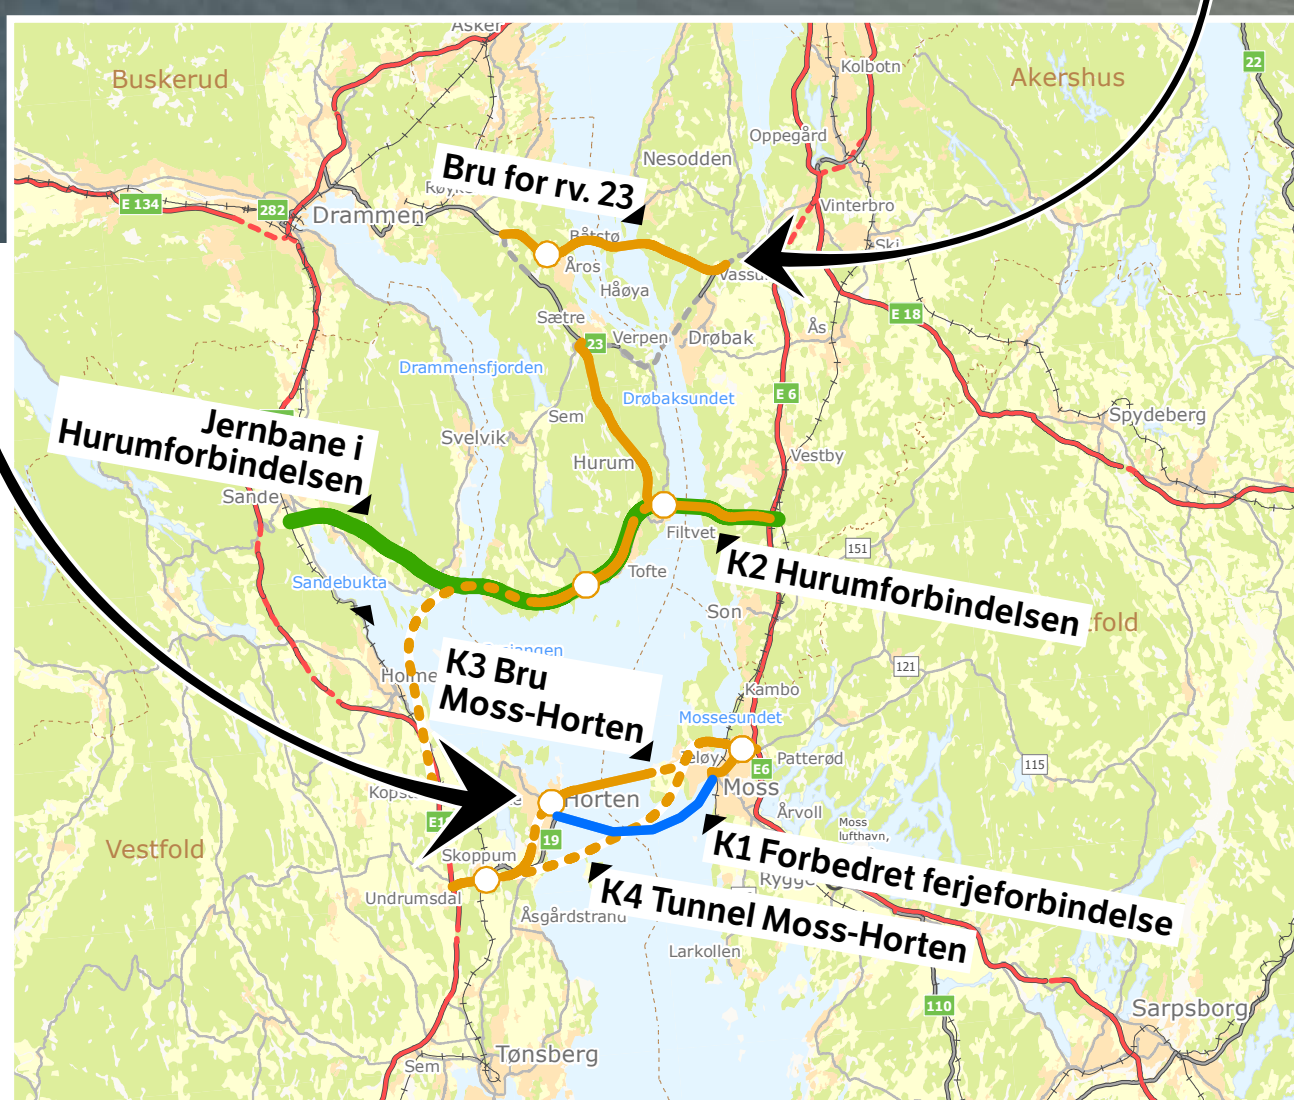 Asker
Buskerud
Kolbotn
Akershus
22
Oppegård
Nesodden
Bru for rv. 23
E 134
282
Drammen
Vinterbro
Båtstø
Ski
Åros
Håøya
Sætre
Verpen
Drøbak
Ås
E 18
23
Drammensfjorden
Drøbaksundet
E 6
Sem
Spydeberg
Jernbane i
Hurumforbindelsen
Svelvik
Hurum
Vestby
Sande
Filtvet
151
K2 Hurumforbindelsen
Sandebukta
Tofte
Son
121
K3 Bru
Moss-Horten
Kambo
Mossesundet
Patterød
E6
115
Moss
Horten
Årvoll
Moss
lufthavn,
19
K1 Forbedret ferjeforbindelse
Vestfold
Skoppum
K4 Tunnel Moss-Horten
Undrumsdal
Åsgårdstrand
Larkollen
110
Sarpsborg
Tønsberg
Sem